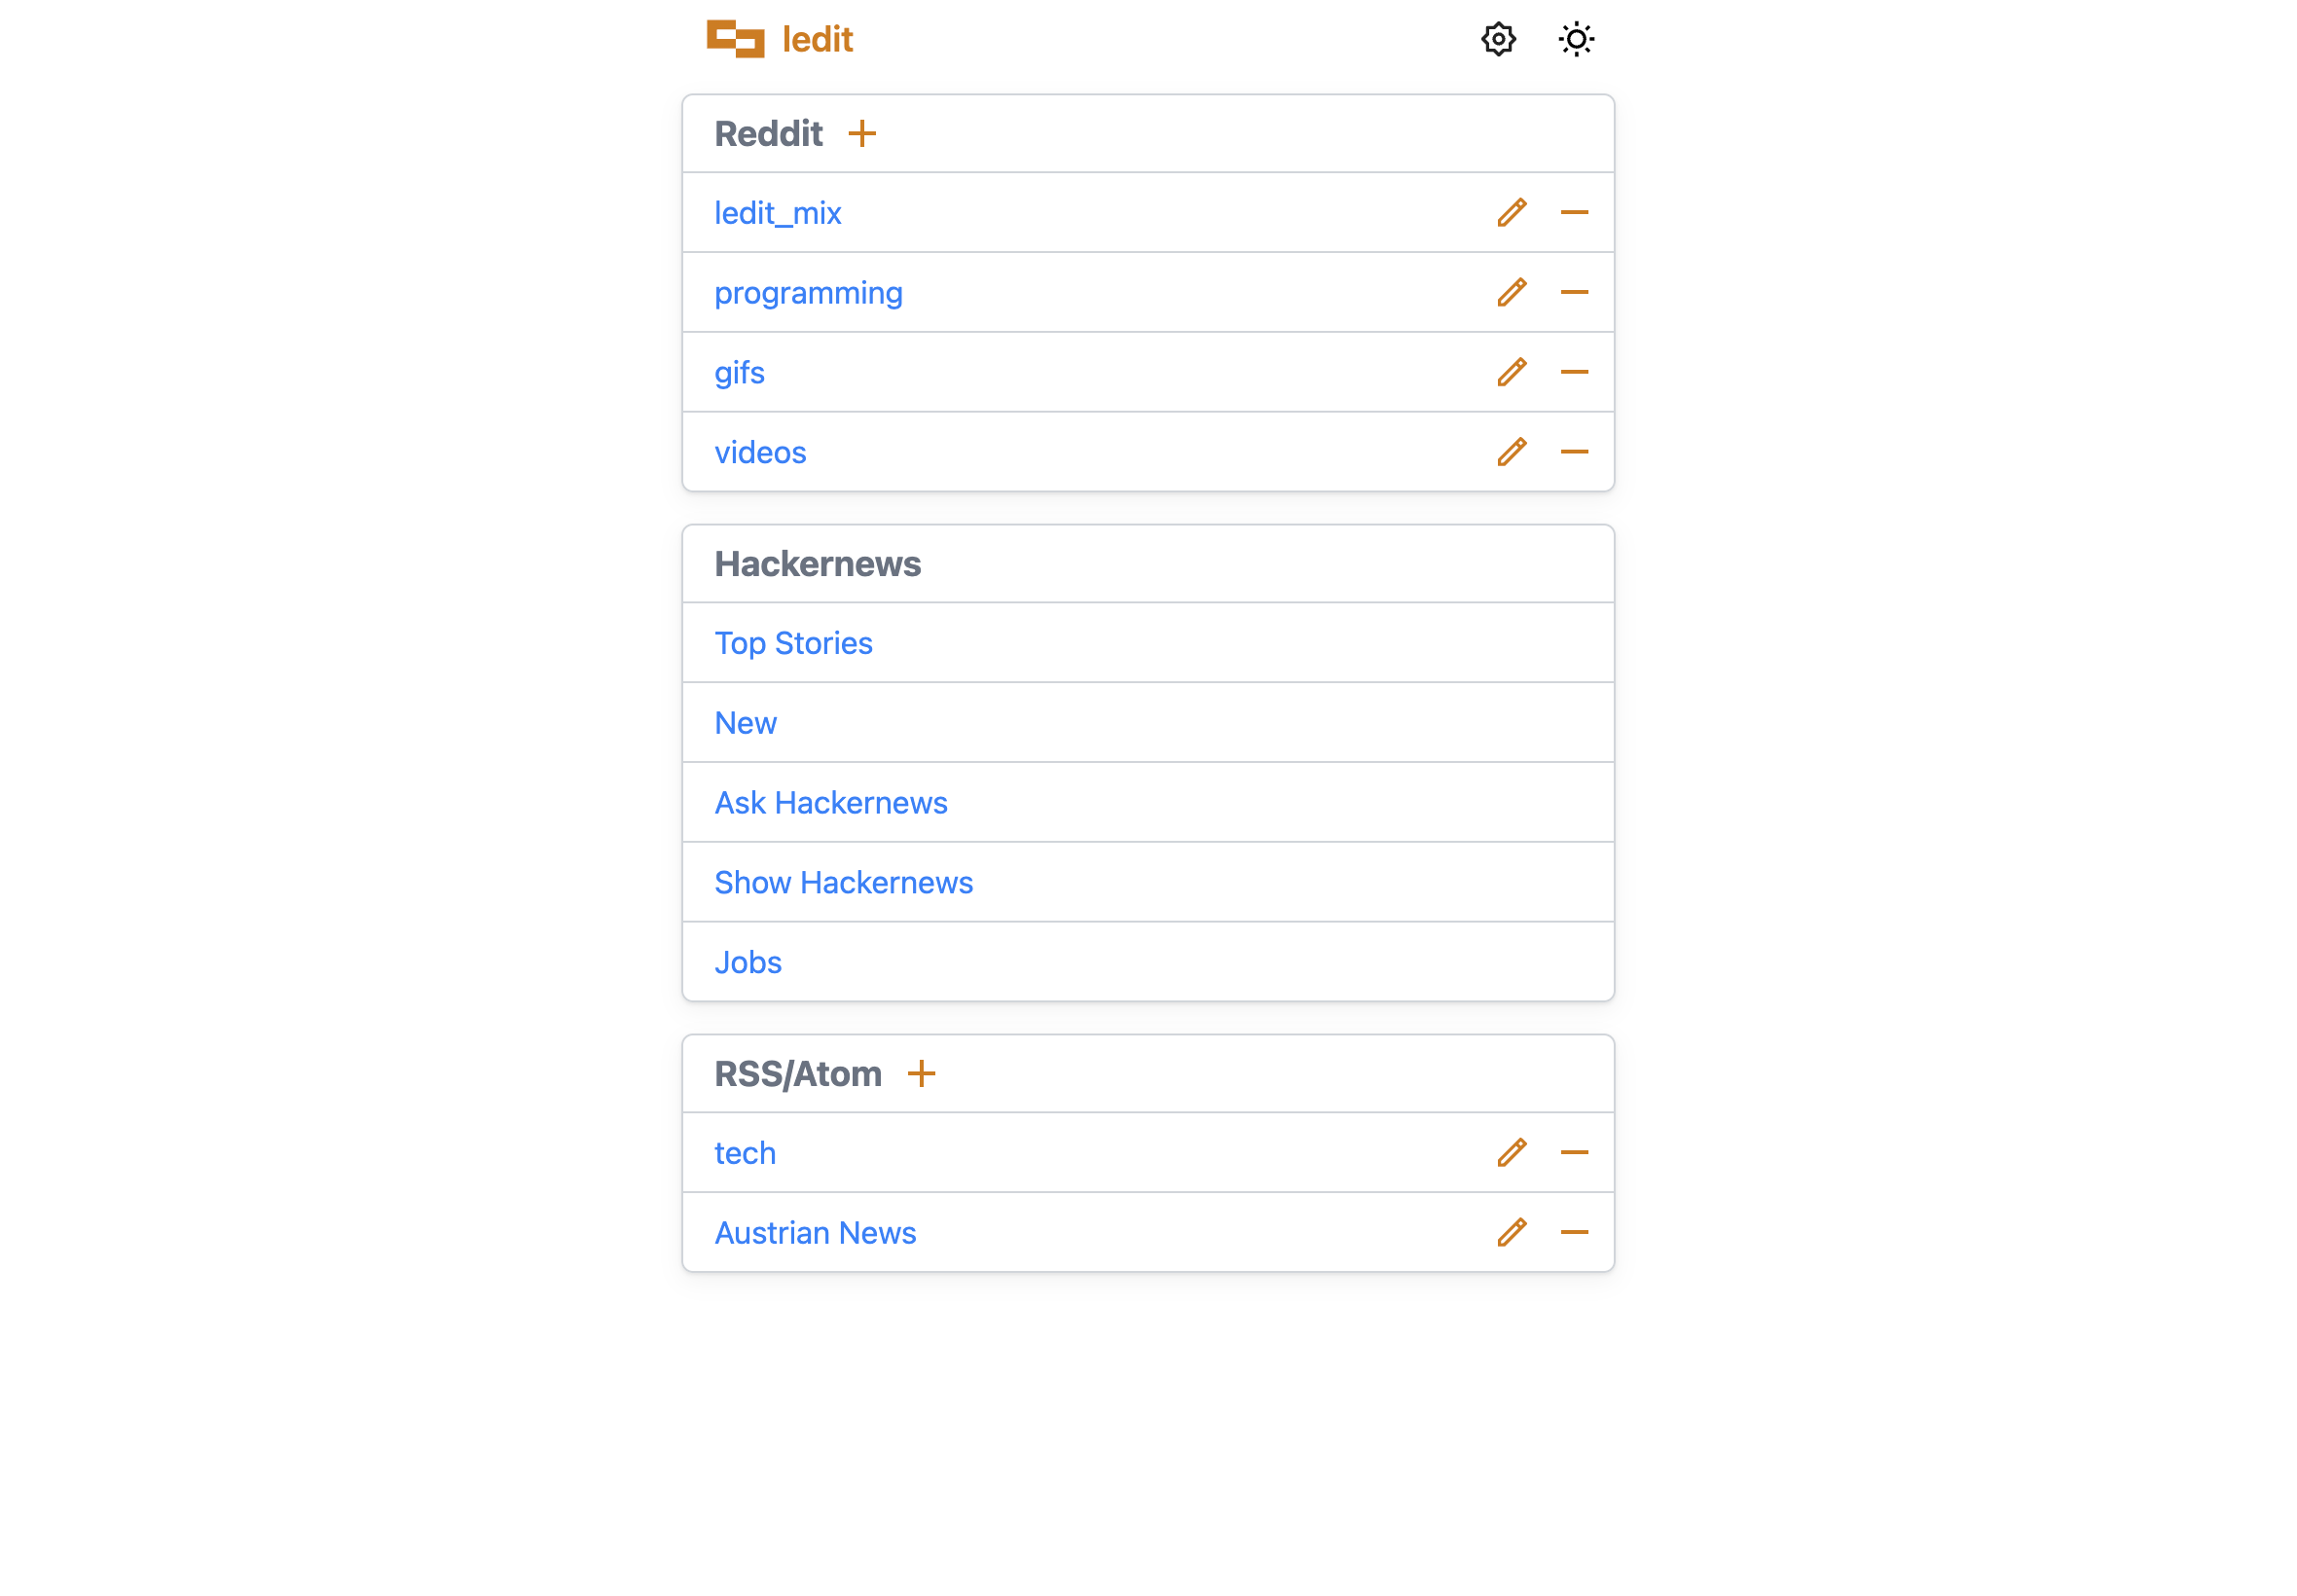 ledit
Reddit
ledit_mix
programming
gifs
videos
Hackernews
Top Stories
New
Ask Hackernews
Show Hackernews
Jobs
RSS/Atom
tech
Austrian News